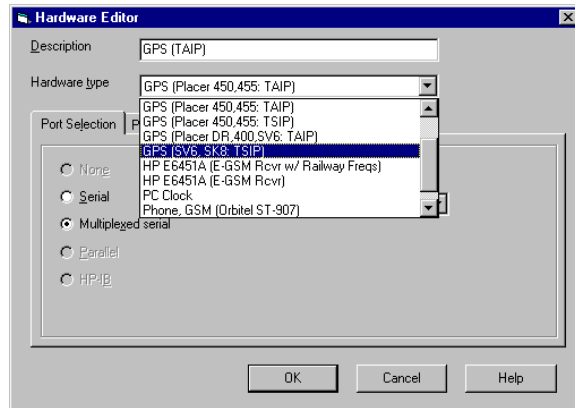 Hardware Editor
Description
GPS (TAIP)
Hardware type
GPS (Placer 450,455: TAIP)
GPS (Placer 450,455: TAIP)
GPS (Placer 450,455: TSIP)
GPS (Placer DR,400,SV6: TAIP)
GPS (SV6, SK8: TSIP)
HP E6451A (E-GSM Rcvr w/ Railway Freqs)
HP E6451A (E-GSM Rcvr)
PC Clock
Phone, GSM (Orbitel ST-907)
Port Selection
P
None
Serial
Multiplexed serial
Parallel
HP-IB
OK
Cancel
Help